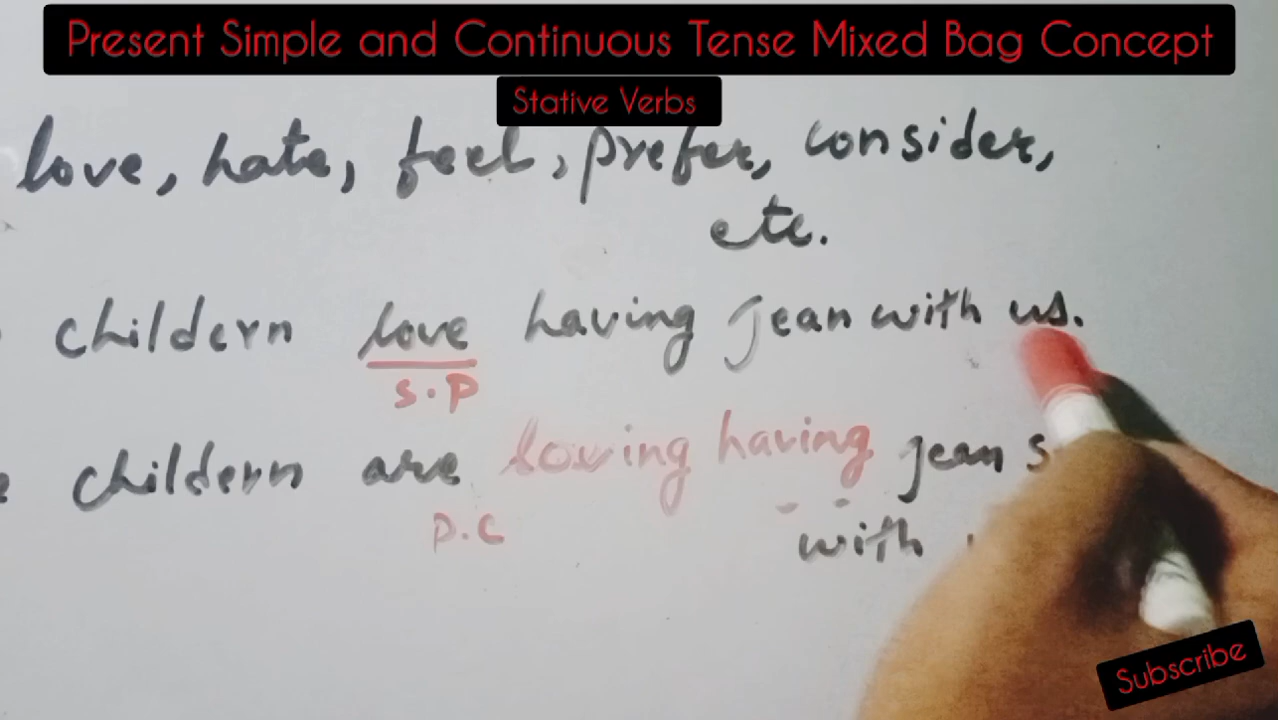 Present Simple and Continuous Tense Mixed Bag Concept
Stative Verbs
love, hate, feel, prefer, consider,
etc.
childern love having jean with us.
s.p
childern are loving having jean s
p.c
with
Subscribe